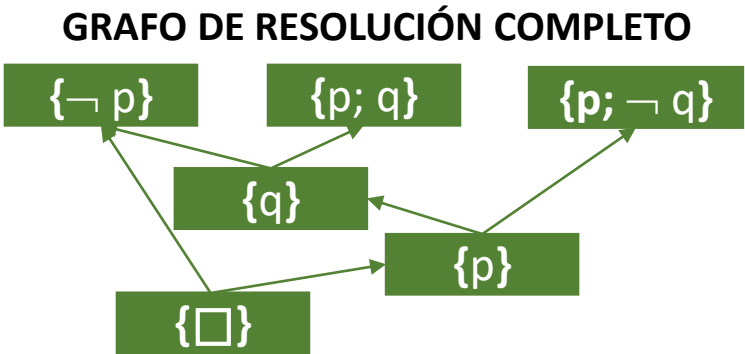 GRAFO DE RESOLUCIÓN COMPLETO
{¬ p}
{p; q}
{p; ¬ q}
{q}
{p}
{□}